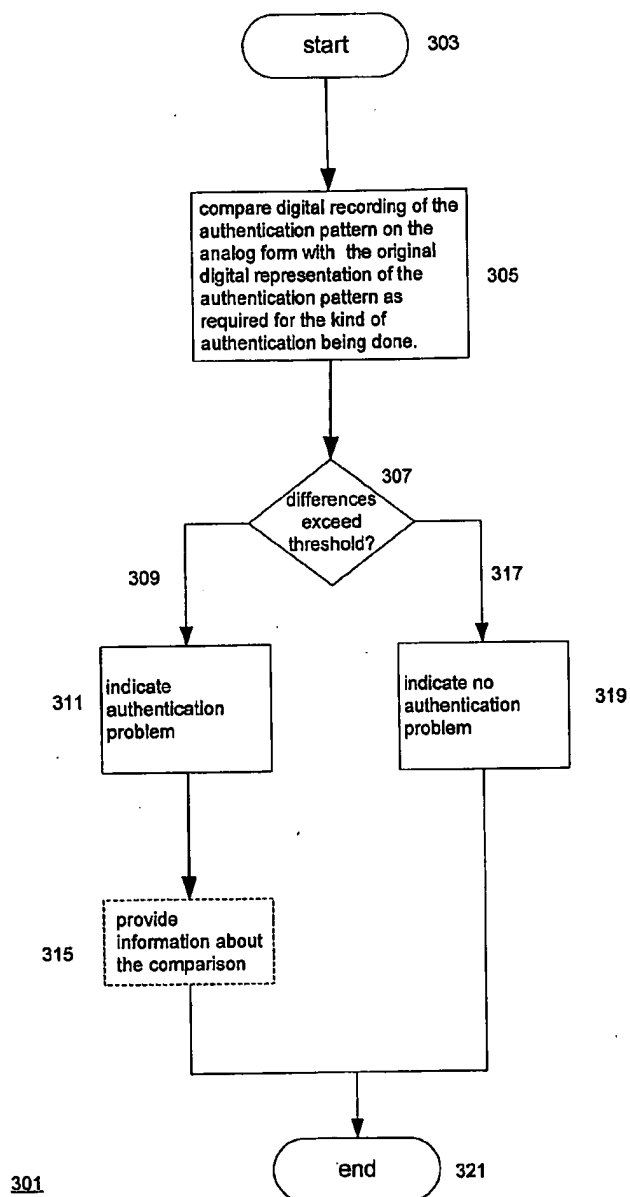 start
303
compare digital recording of the
authentication pattern on the
analog form with the original
digital representation of the
authentication pattern as
required for the kind of
authentication being done.
305
307
differences
exceed
threshold?
309
317
311
indicate
authentication
problem
indicate no
authentication
problem
319
315
provide
information about
the comparison
end
321
301